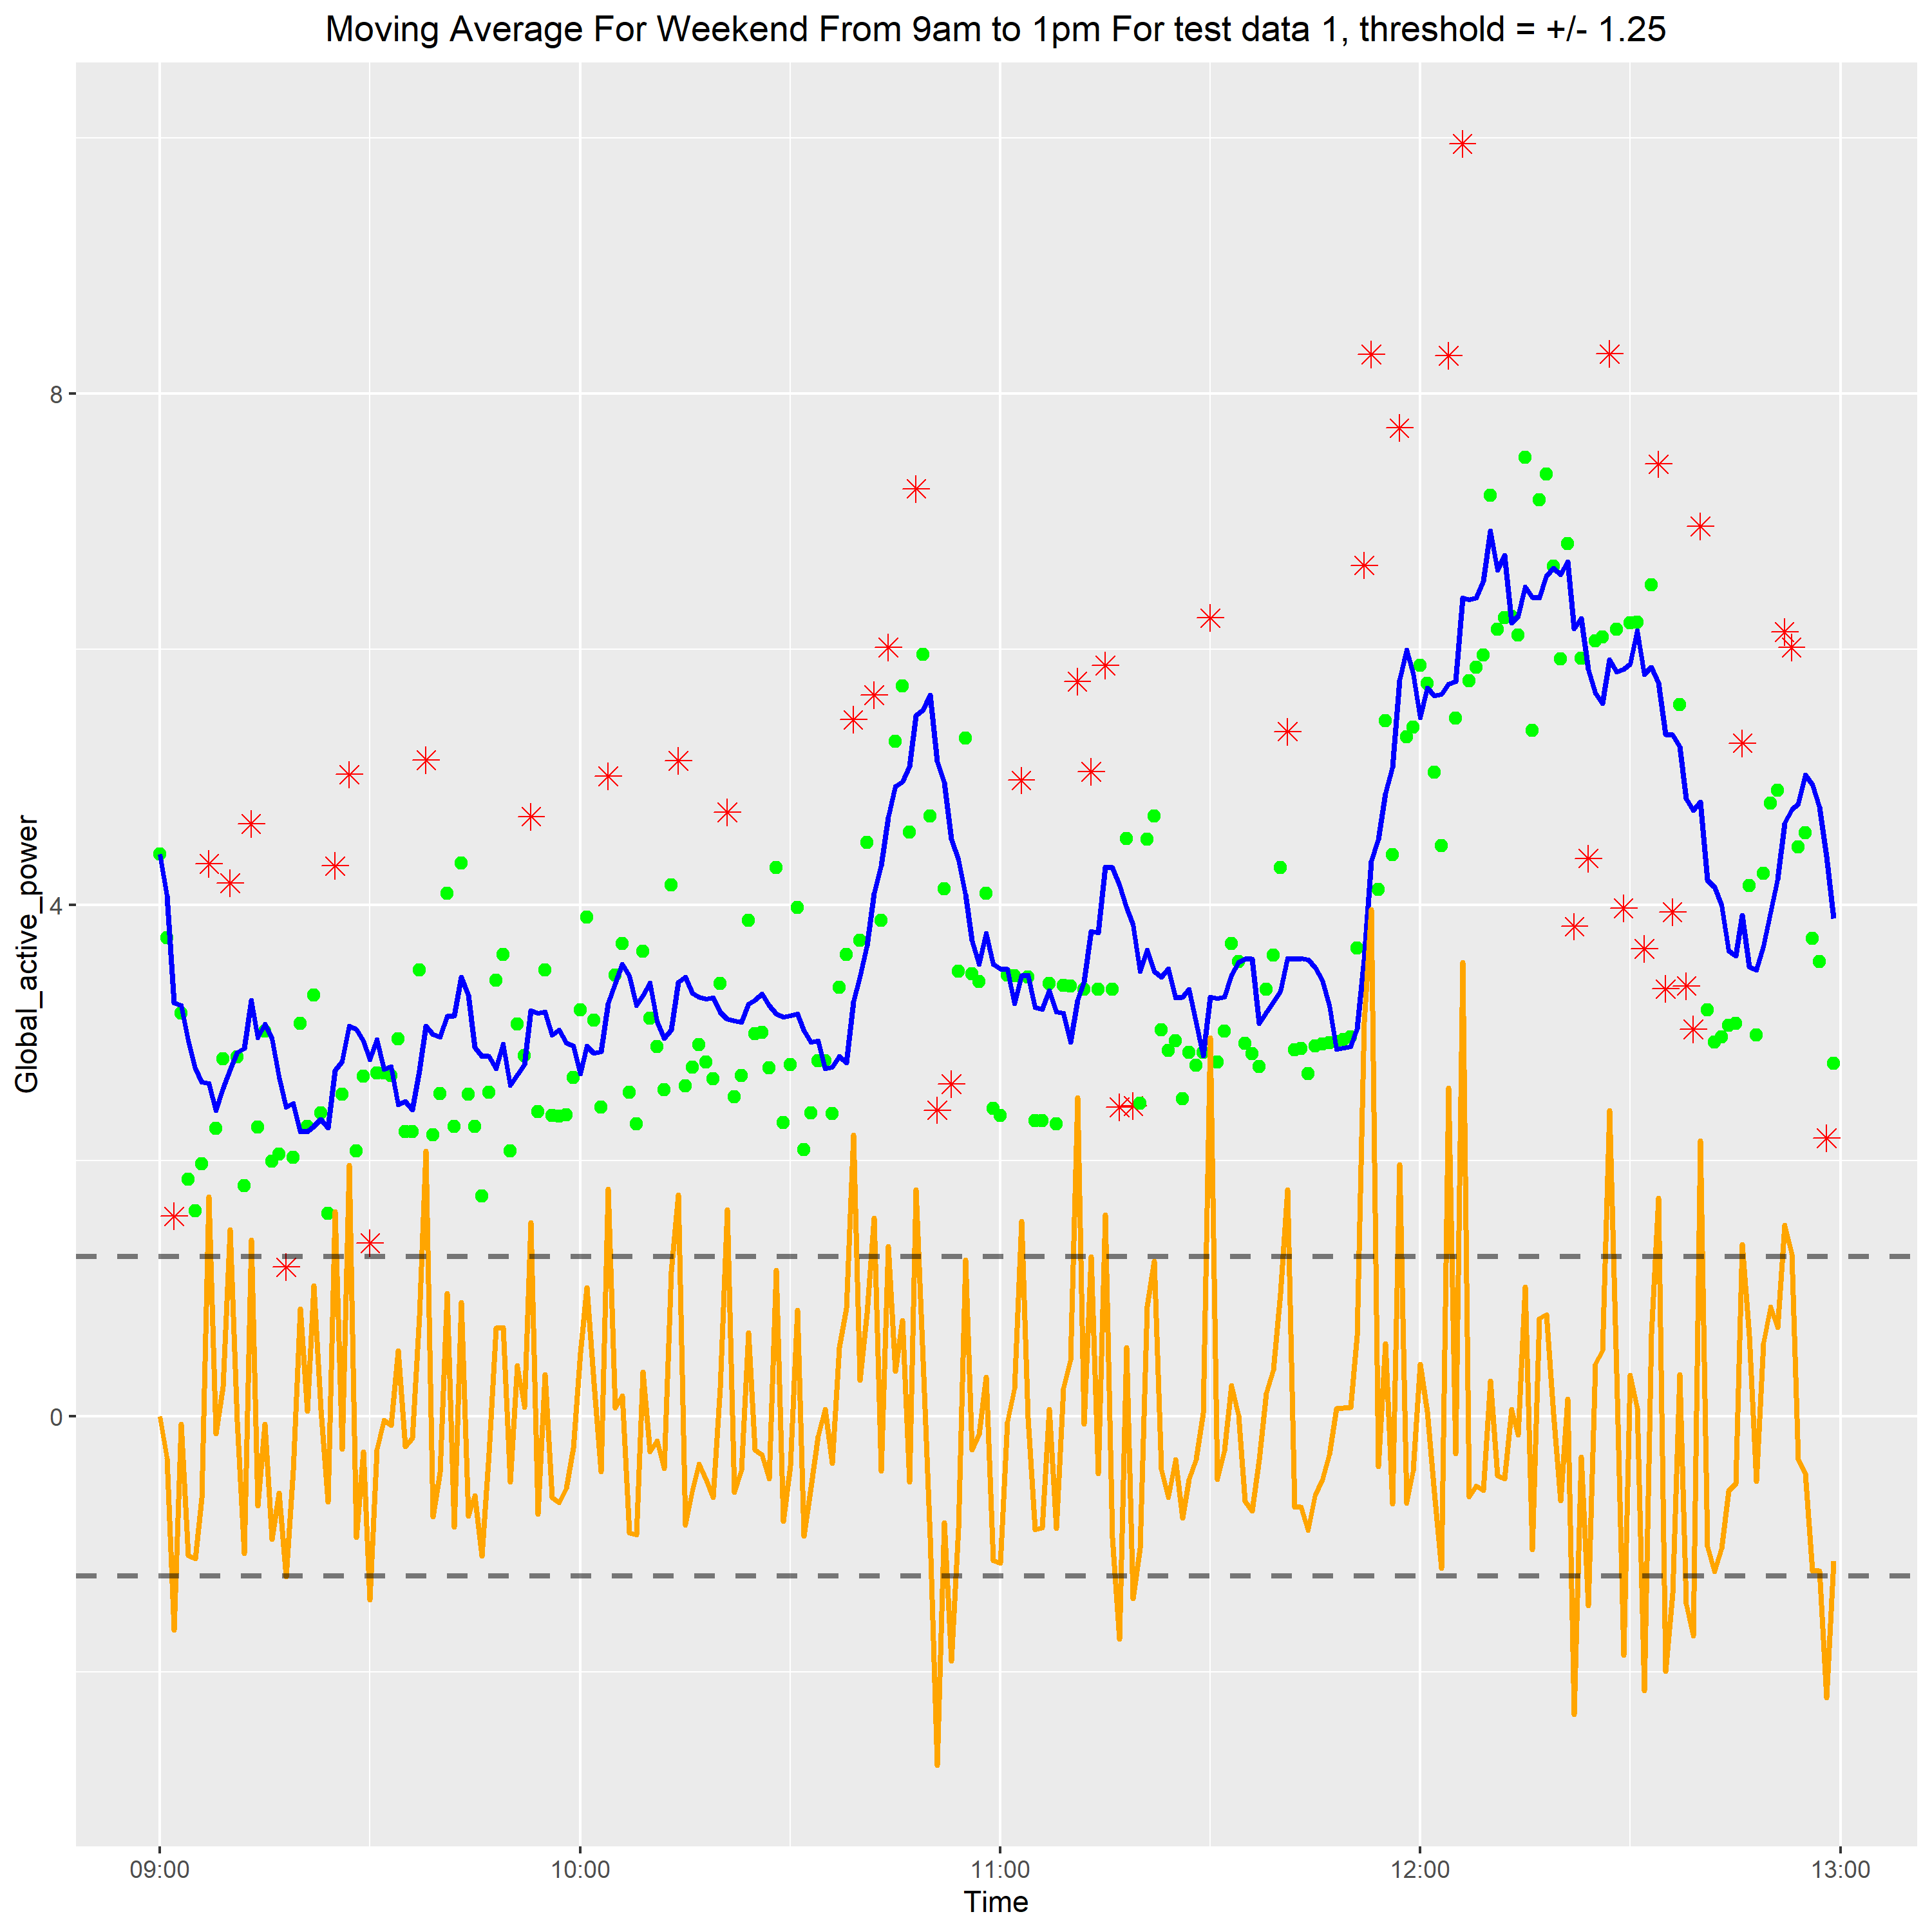 Moving Average For Weekend From 9am to 1pm For test data 1, threshold = +/- 1.25
Global_active_power
8
4
0
09:00
10:00
11:00
12:00
13:00
Time